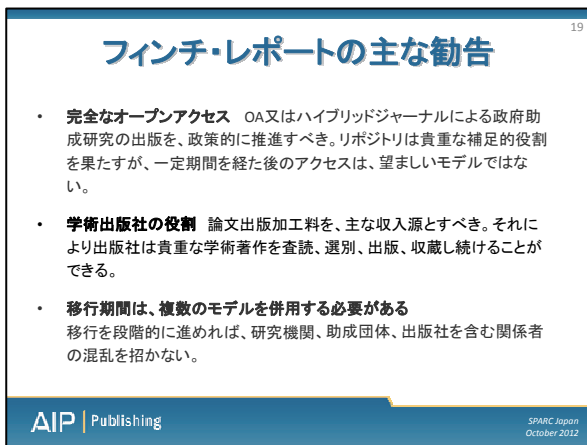 19
フィンチ・レポートの主な勧告
• 完全なオープンアクセス OA又はハイブリッドジャーナルによる政府助
成研究の出版を、政策的に推進すべき。リポジトリは貴重な補足的役割
を果たすが、一定期間を経た後のアクセスは、望ましいモデルではな
い。
• 学術出版社の役割 論文出版加工料を、主な収入源とすべき。それに
より出版社は貴重な学術著作を査読、選別、出版、収蔵し続けることが
できる。
• 移行期間は、複数のモデルを併用する必要がある
移行を段階的に進めれば、研究機関、助成団体、出版社を含む関係者
の混乱を招かない。
AIP | Publishing
SPARC Japan
October 2012